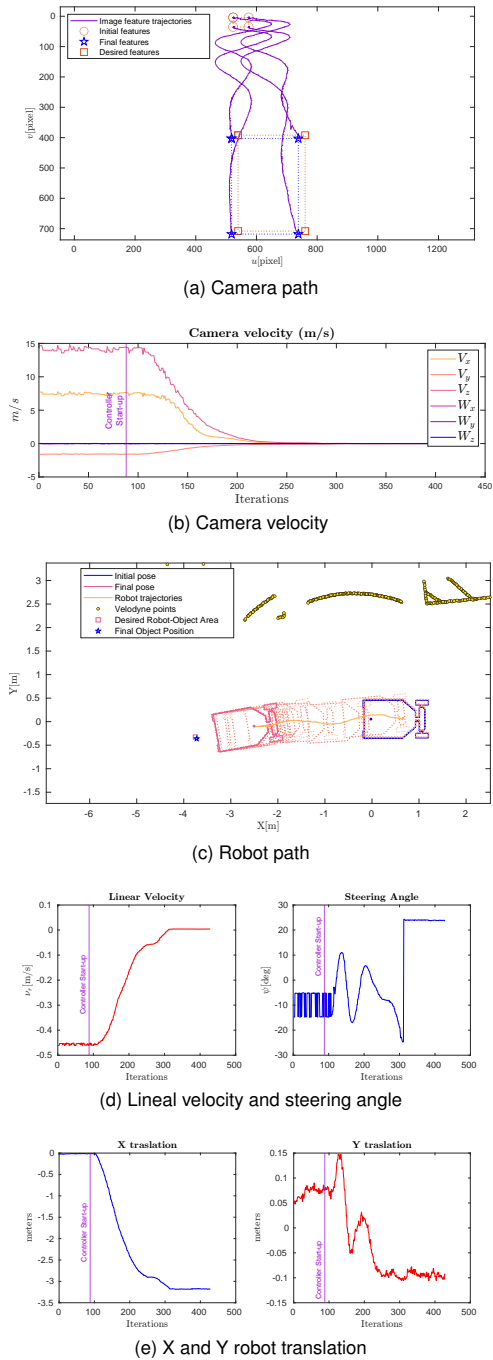 Image feature trajectories
Initial features
Final features
Desired features
0
100
200
300
400
500
600
700
v[pixel]
0 200 400 600 800 1000 1200
u[pixel]
(a) Camera path
Camera velocity (m/s)
15
10
5
0
-5
m/s
Controller
Start-up
V_x
V_y
V_z
W_x
W_y
W_z
0 50 100 150 200 250 300 350 400 450
Iterations
(b) Camera velocity
Initial pose
Final pose
Robot trajectories
Velodyne points
Desired Robot-Object Area
Final Object Position
3
2.5
2
1.5
1
0.5
0
-0.5
-1
-1.5
Y[m]
-6 -5 -4 -3 -2 -1 0 1 2
X[m]
(c) Robot path
Linear Velocity
0.1
0
-0.1
-0.2
-0.3
-0.4
-0.5
ν_r[m/s]
Controller Start-up
0 100 200 300 400 500
Iterations
Steering Angle
30
20
10
0
-10
-20
-30
ψ[deg]
Controller Start-up
0 100 200 300 400 500
Iterations
(d) Lineal velocity and steering angle
X traslation
0
-0.5
-1
-1.5
-2
-2.5
-3
-3.5
meters
Controller Start-up
0 100 200 300 400 500
Iterations
Y traslation
0.15
0.1
0.05
0
-0.05
-0.1
-0.15
meters
Controller Start-up
0 100 200 300 400 500
Iterations
(e) X and Y robot translation